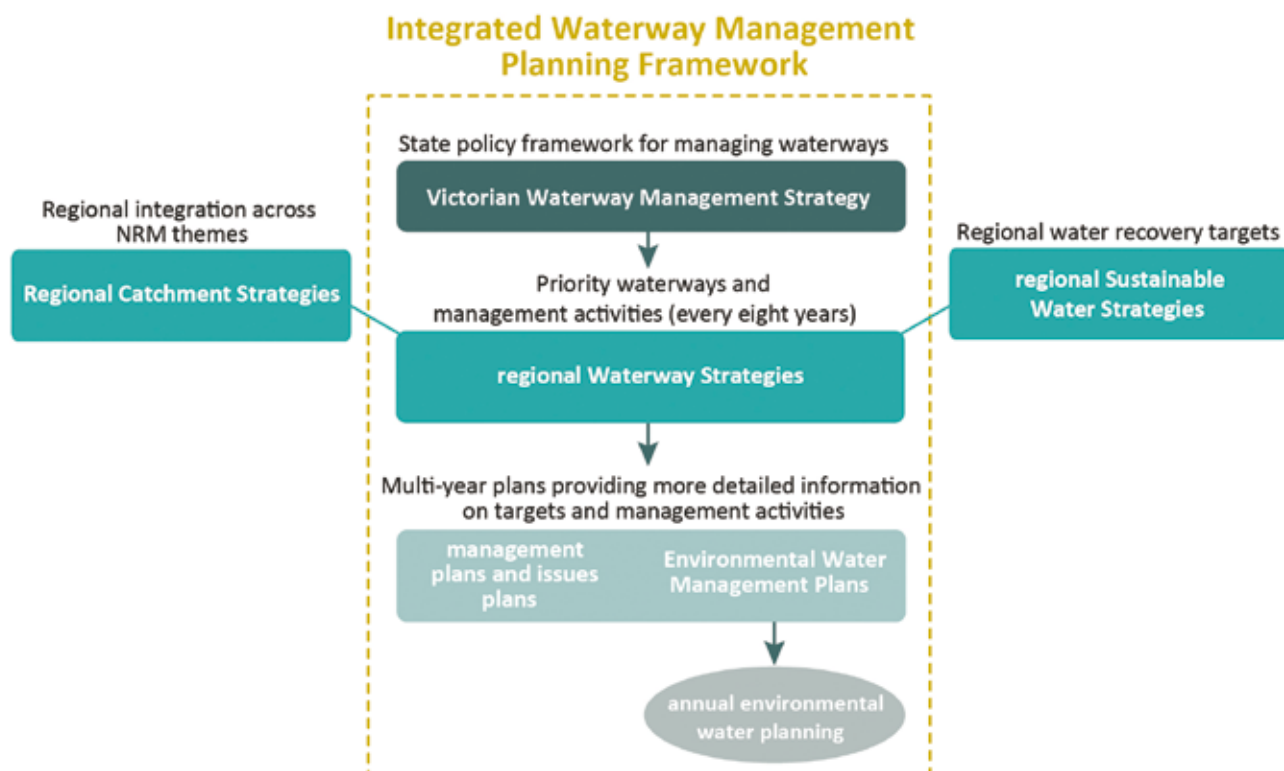 Integrated Waterway Management
Planning Framework
State policy framework for managing waterways
Victorian Waterway Management Strategy
Regional integration across
NRM themes
Regional Catchment Strategies
Regional water recovery targets
regional Sustainable
Water Strategies
Priority waterways and
management activities (every eight years)
regional Waterway Strategies
Multi-year plans providing more detailed information
on targets and management activities
management
plans and issues
plans
Environmental Water
Management Plans
annual environmental
water planning